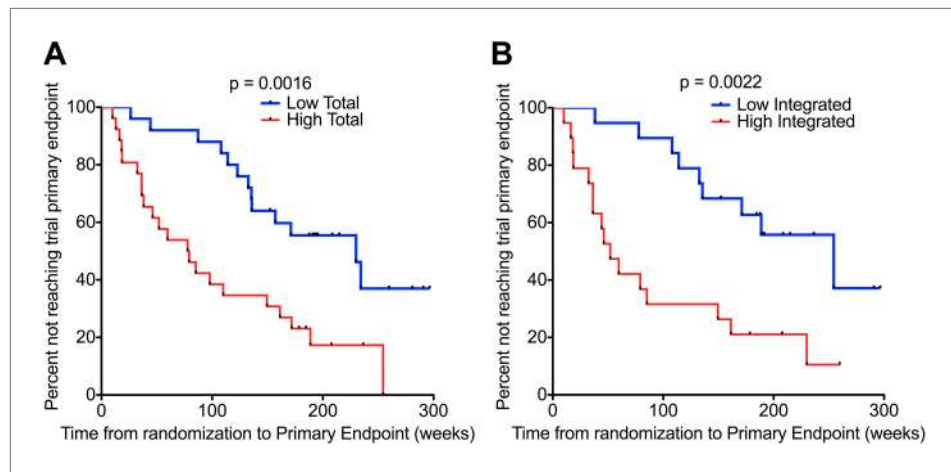 A
p = 0.0016
Low Total
High Total
Percent not reaching trial primary endpoint
100
80
60
40
20
0
0 100 200 300
Time from randomization to Primary Endpoint (weeks)
B
p = 0.0022
Low Integrated
High Integrated
Percent not reaching trial primary endpoint
100
80
60
40
20
0
0 100 200 300
Time from randomization to Primary Endpoint (weeks)